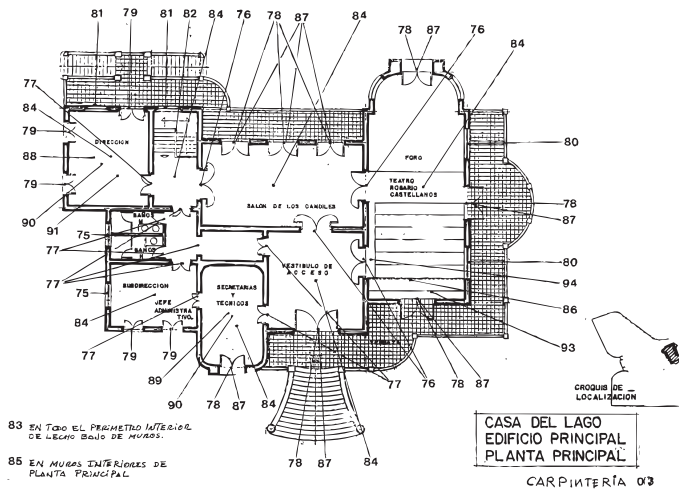 81 79 81 82 84 76 78 87 84 78 87 76 84
77
84
79
88
79
90
91
75
77
77
75
84
77
79 79
89
90
78 87 84
78 87 84
77
76
78 87
93
86
94
80
87
78
80
DIRECCION
BAÑOS
H
BAÑOS
M
SUBDIRECCION
JEFE
ADMINISTRA
TIVO.
SECRETARIAS
Y
TECNICOS
SALON DE LOS CANDILES
VESTIBULO DE
ACCESO
FORO
TEATRO
ROSARIO
CASTELLANOS
CROQUIS DE
LOCALIZACION
83 EN TODO EL PERIMETRO INTERIOR
DE LECHO BAJO DE MUROS.
85 EN MUROS INTERIORES DE
PLANTA PRINCIPAL
CASA DEL LAGO
EDIFICIO PRINCIPAL
PLANTA PRINCIPAL
CARPINTERÍA